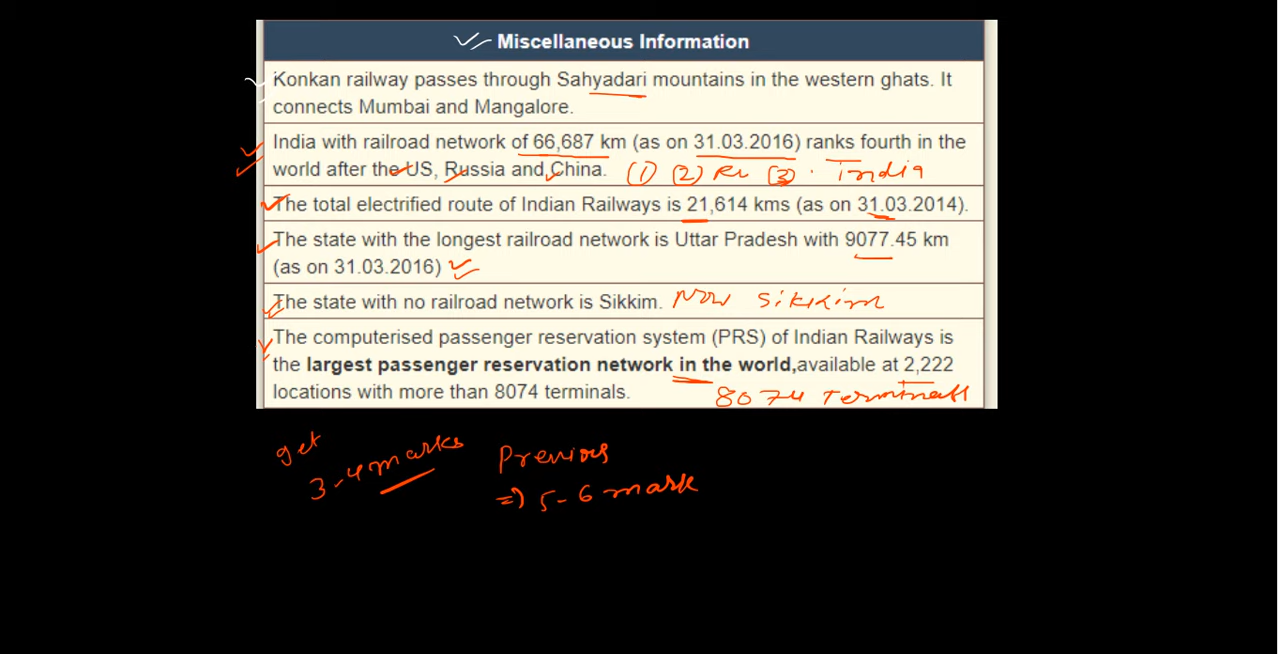 Miscellaneous Information
Konkan railway passes through Sahyadari mountains in the western ghats. It
connects Mumbai and Mangalore.
India with railroad network of 66,687 km (as on 31.03.2016) ranks fourth in the
world after the US, Russia and China. (1) (2) Ru (3) . India
The total electrified route of Indian Railways is 21,614 kms (as on 31.03.2014).
The state with the longest railroad network is Uttar Pradesh with 9077.45 km
(as on 31.03.2016)
The state with no railroad network is Sikkim. Now Sikkim
The computerised passenger reservation system (PRS) of Indian Railways is
the largest passenger reservation network in the world,available at 2,222
locations with more than 8074 terminals. 8074 terminals
get
3-4 marks
Previous
=) 5-6 mark